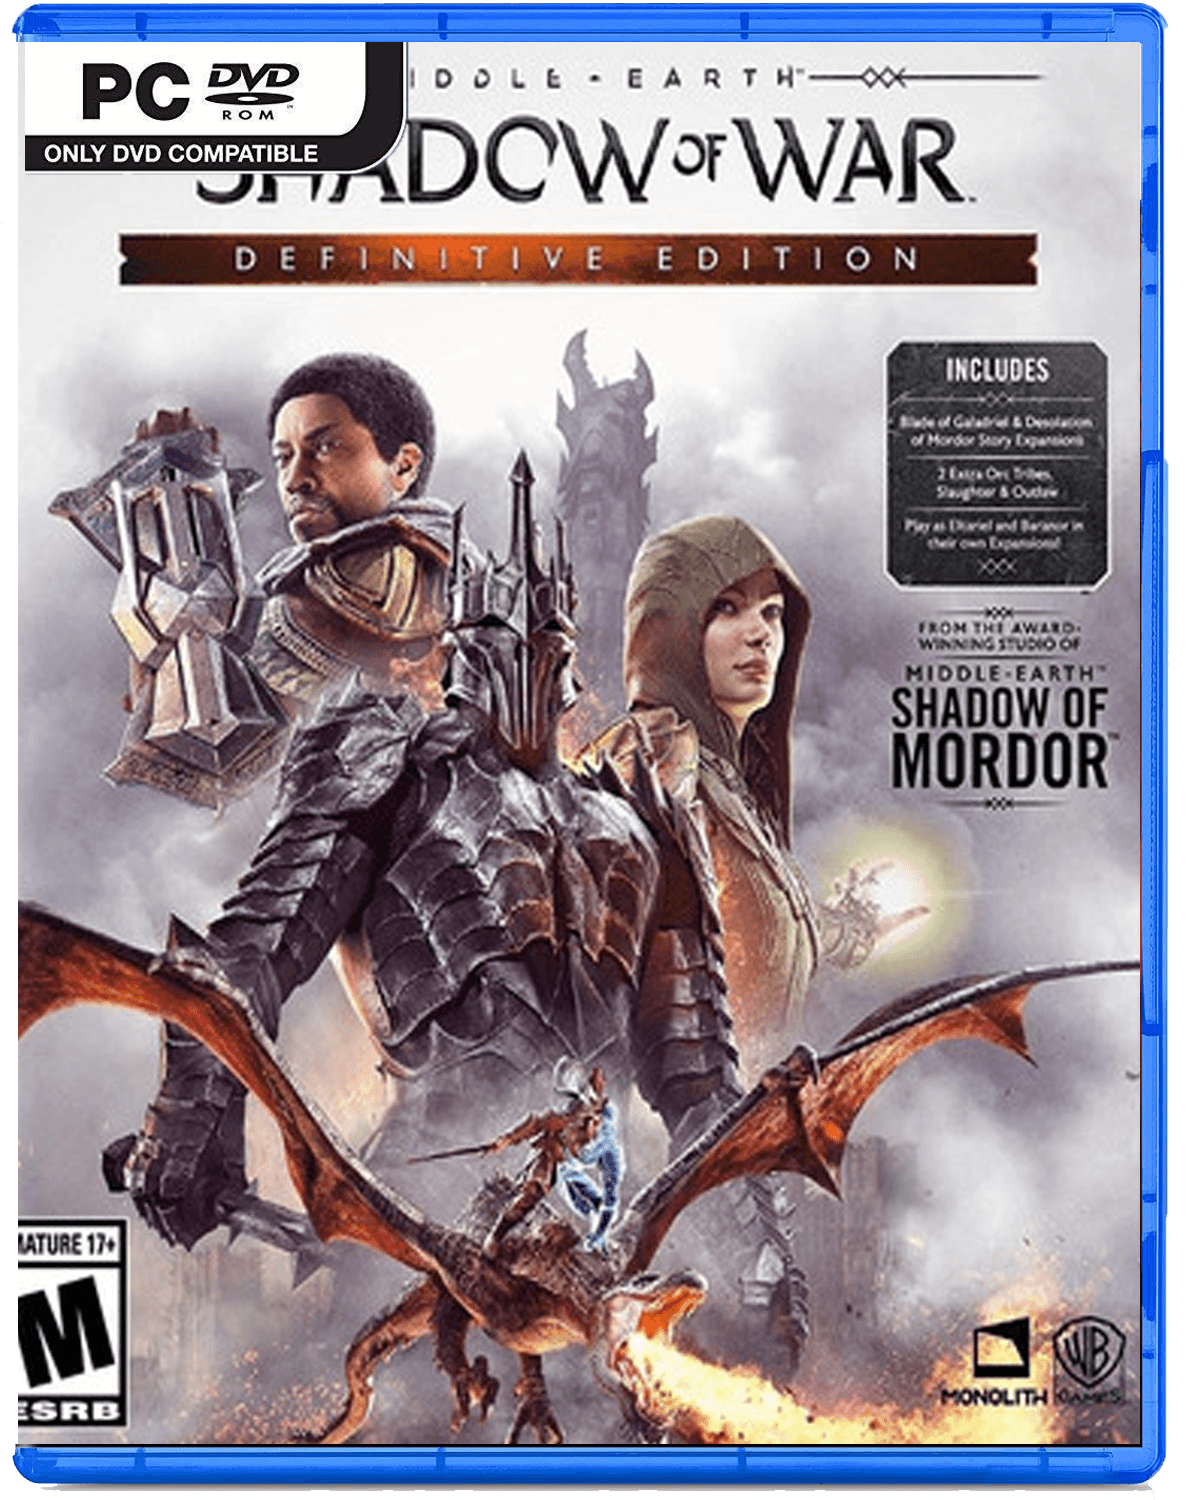 PC DVD
ROM
ONLY DVD COMPATIBLE
IDDLE-EARTH™
SHADOW OF WAR™
DEFINITIVE EDITION
INCLUDES
Blade of Galadriel & Desolation
of Mordor Story Expansions
2 Extra Orc Tribes,
Slaughter & Outlaw
Play as Eltariel and Baranor in
their own Expansions!
FROM THE AWARD-
WINNING STUDIO OF
MIDDLE-EARTH™
SHADOW OF
MORDOR™
MATURE 17+
M
ESRB
MONOLITH
WB
GAMES